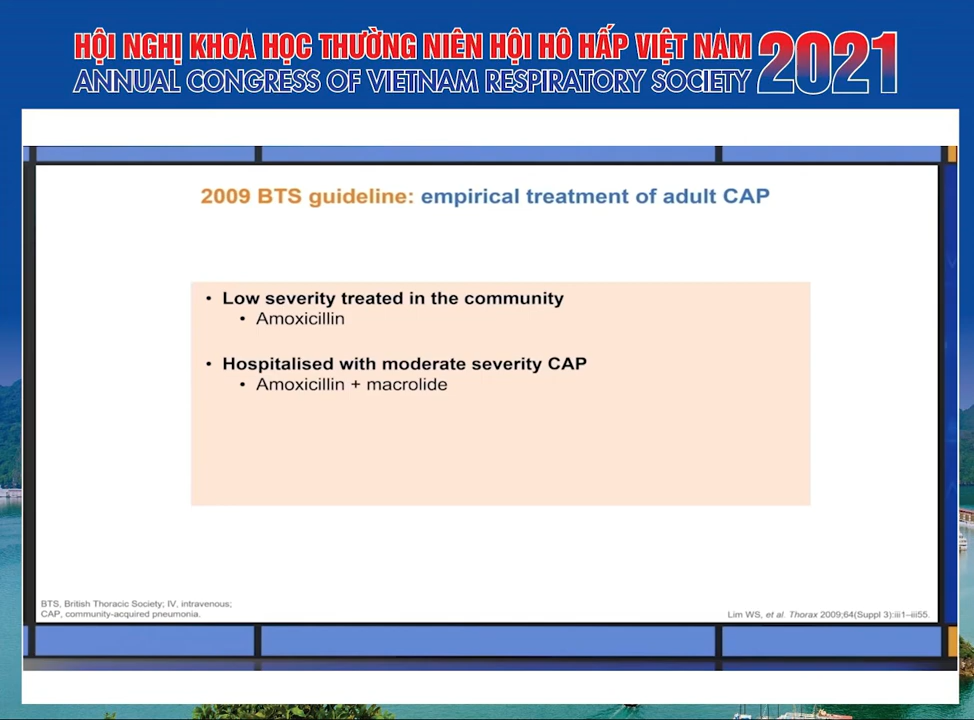 HỘI NGHỊ KHOA HỌC THƯỜNG NIÊN HỘI HÔ HẤP VIỆT NAM 2021
ANNUAL CONGRESS OF VIETNAM RESPIRATORY SOCIETY
2009 BTS guideline: empirical treatment of adult CAP
• Low severity treated in the community
• Amoxicillin
• Hospitalised with moderate severity CAP
• Amoxicillin + macrolide
BTS, British Thoracic Society; IV, intravenous;
CAP, community-acquired pneumonia.
Lim WS, et al. Thorax 2009;64(Suppl 3):iii1–iii55.